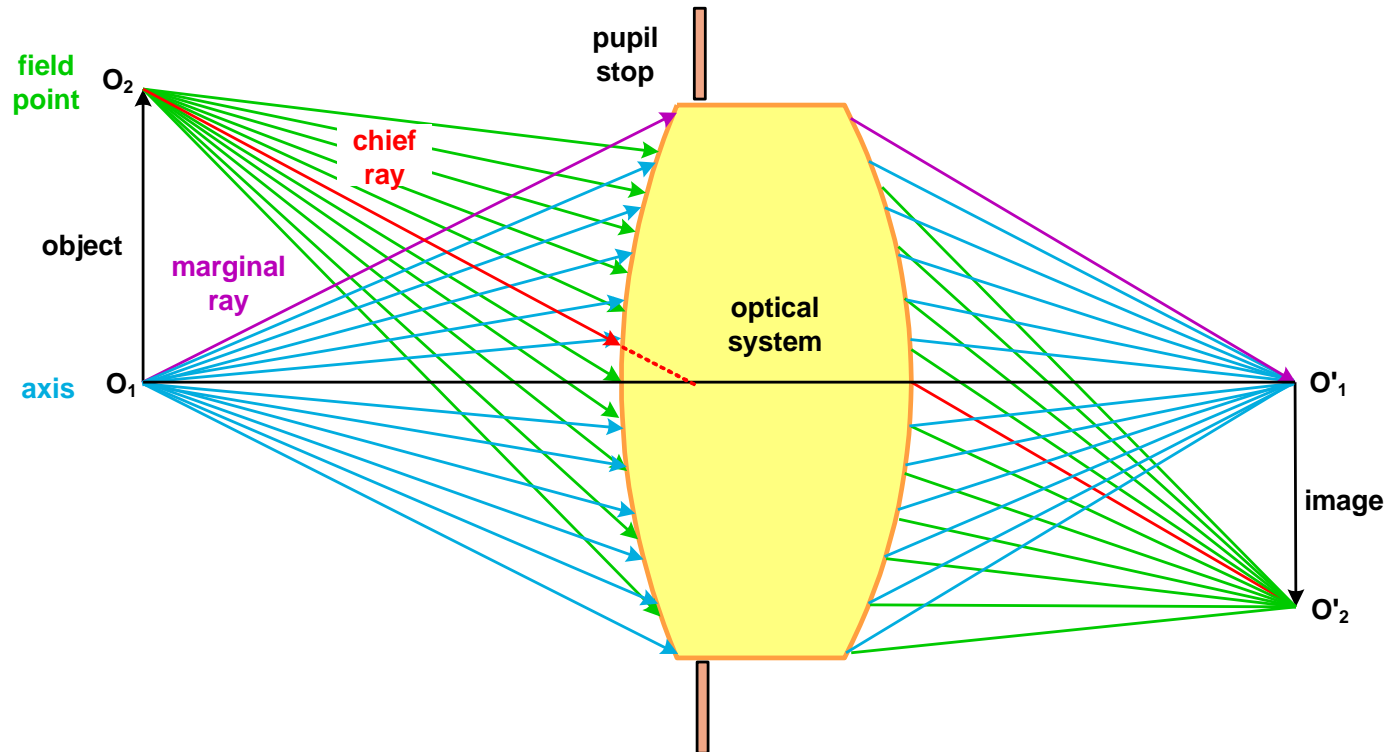 pupil
stop
field
point
O₂
chief
ray
object
marginal
ray
optical
system
axis
O₁
O'₁
image
O'₂